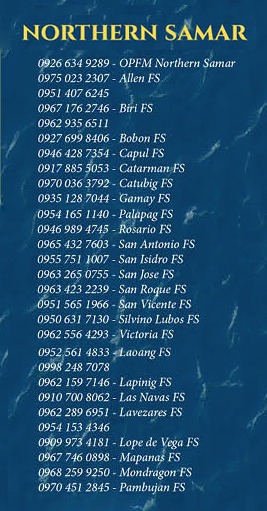 NORTHERN SAMAR
0926 634 9289 - OPFM Northern Samar
0975 023 2307 - Allen FS
0951 407 6245
0967 176 2746 - Biri FS
0962 935 6511
0927 699 8406 - Bobon FS
0946 428 7354 - Capul FS
0917 885 5053 - Catarman FS
0970 036 3792 - Catubig FS
0935 128 7044 - Gamay FS
0954 165 1140 - Palapag FS
0946 989 4745 - Rosario FS
0965 432 7603 - San Antonio FS
0955 751 1007 - San Isidro FS
0963 265 0755 - San Jose FS
0963 423 2239 - San Roque FS
0951 565 1966 - San Vicente FS
0950 631 7130 - Silvino Lubos FS
0962 556 4293 - Victoria FS
0952 561 4833 - Laoang FS
0998 248 7078
0962 159 7146 - Lapinig FS
0910 700 8062 - Las Navas FS
0962 289 6951 - Lavezares FS
0954 153 4346
0909 973 4181 - Lope de Vega FS
0967 746 0898 - Mapanas FS
0968 259 9250 - Mondragon FS
0970 451 2845 - Pambujan FS